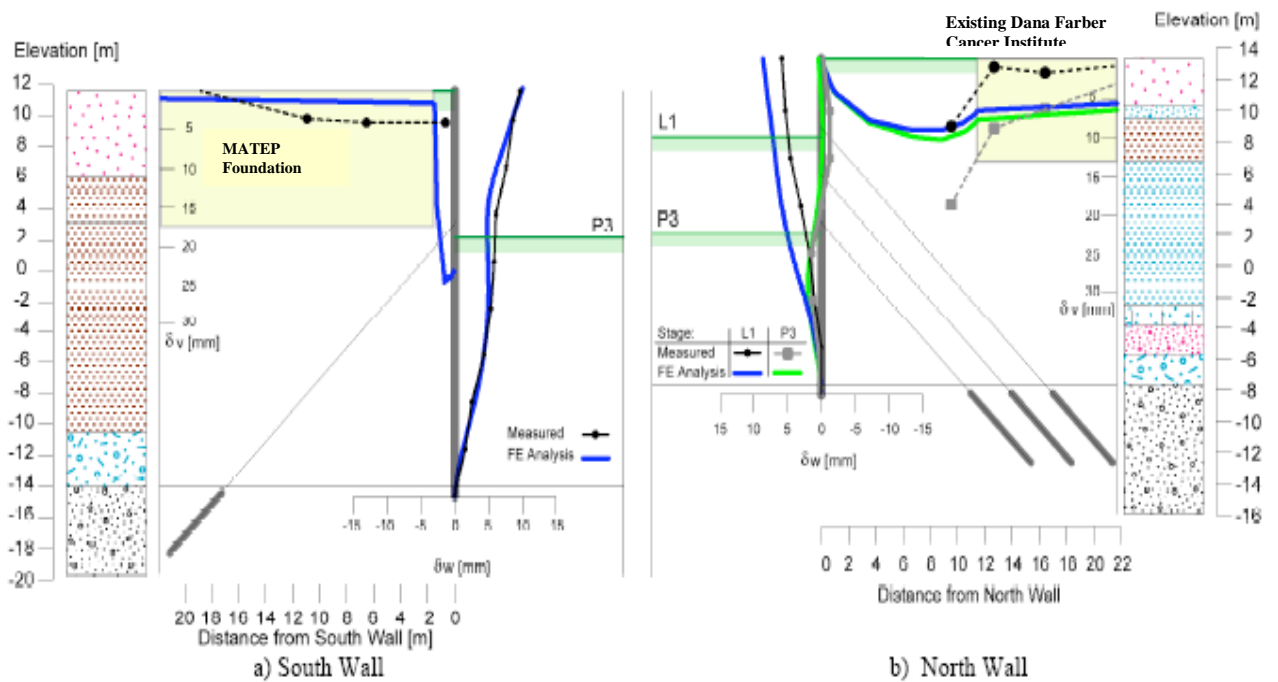 Elevation [m]
12
10
8
6
4
2
0
-2
-4
-6
-8
-10
-12
-14
-16
-18
-20
MATEP
Foundation
5
10
15
20
25
30
δv [mm]
P3
Measured
FE Analysis
-15 -10 -5 0 5 10 15
δw [mm]
20 18 16 14 12 10 8 6 4 2 0
Distance from South Wall [m]
a) South Wall
Existing Dana Farber
Cancer Institute
Elevation [m]
14
12
10
8
6
4
2
0
-2
-4
-6
-8
-10
-12
-14
-16
L1
P3
5
10
15
20
25
30
δv [mm]
Stage: L1 P3
Measured
FE Analysis
15 10 5 0 -5 -10 -15
δw [mm]
0 2 4 6 8 10 12 14 16 18 20 22
Distance from North Wall
b) North Wall